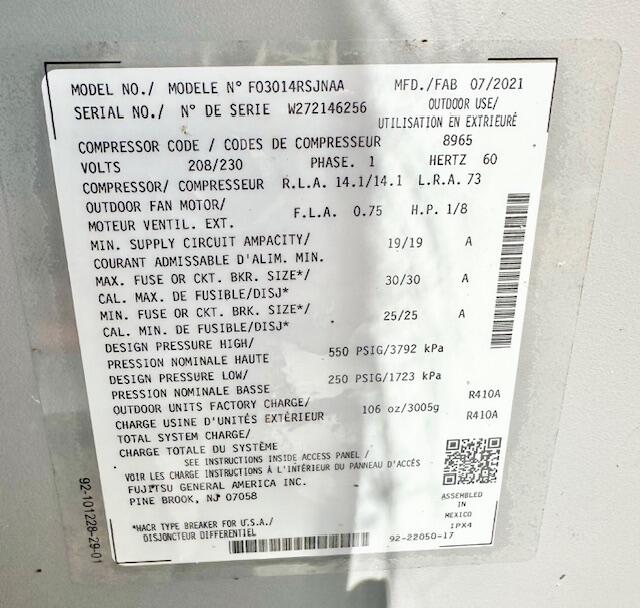 MODEL NO./ MODELE N° FO3014RSJNAA MFD./FAB 07/2021
SERIAL NO./ N° DE SERIE W272146256 OUTDOOR USE/
UTILISATION EN EXTRIEURÉ
COMPRESSOR CODE / CODES DE COMPRESSEUR 8965
VOLTS 208/230 PHASE. 1 HERTZ 60
COMPRESSOR/ COMPRESSEUR R.L.A. 14.1/14.1 L.R.A. 73
OUTDOOR FAN MOTOR/
MOTEUR VENTIL. EXT. F.L.A. 0.75 H.P. 1/8
MIN. SUPPLY CIRCUIT AMPACITY/ 19/19 A
COURANT ADMISSABLE D'ALIM. MIN.
MAX. FUSE OR CKT. BKR. SIZE*/ 30/30 A
CAL. MAX. DE FUSIBLE/DISJ*
MIN. FUSE OR CKT. BKR. SIZE*/ 25/25 A
CAL. MIN. DE FUSIBLE/DISJ*
DESIGN PRESSURE HIGH/
PRESSION NOMINALE HAUTE 550 PSIG/3792 kPa
DESIGN PRESSURE LOW/
PRESSION NOMINALE BASSE 250 PSIG/1723 kPa
OUTDOOR UNITS FACTORY CHARGE/ R410A
CHARGE USINE D'UNITÉS EXTÉRIEUR 106 oz/3005g R410A
TOTAL SYSTEM CHARGE/
CHARGE TOTALE DU SYSTÈME
SEE INSTRUCTIONS INSIDE ACCESS PANEL /
VOIR LES CHARGE INSTRUCTIONS À L'INTÉRIEUR DU PANNEAU D'ACCÈS
FUJITSU GENERAL AMERICA INC.
PINE BROOK, NJ 07058
ASSEMBLED
IN
MEXICO
IPX4
*HACR TYPE BREAKER FOR U.S.A./
DISJONCTEUR DIFFERENTIEL
92-22050-17
92-101228-29-01